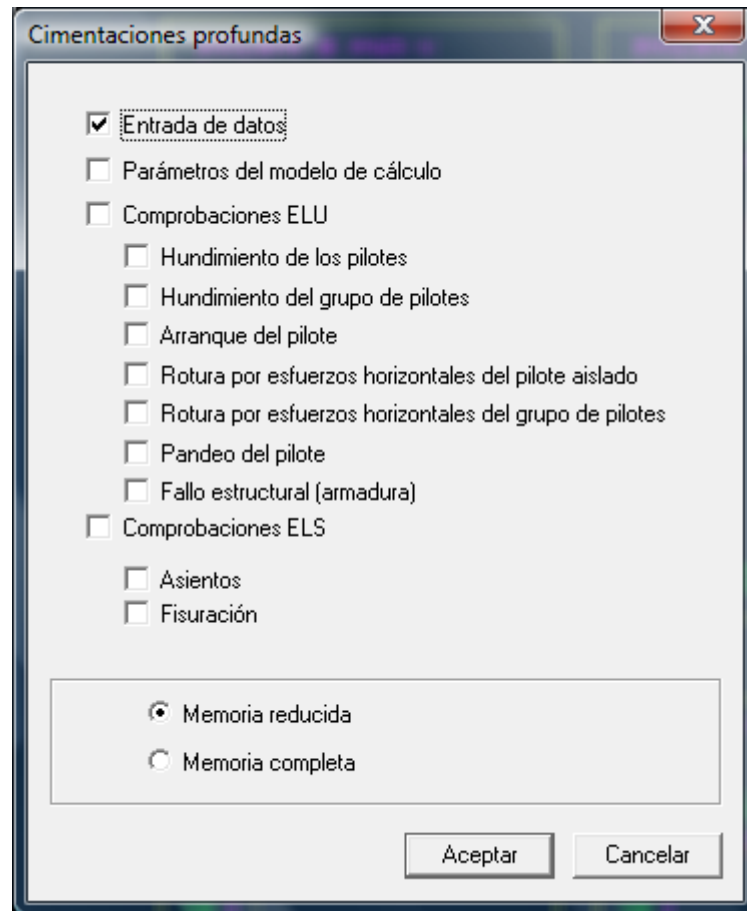 Cimentaciones profundas
Entrada de datos
Parámetros del modelo de cálculo
Comprobaciones ELU
Hundimiento de los pilotes
Hundimiento del grupo de pilotes
Arranque del pilote
Rotura por esfuerzos horizontales del pilote aislado
Rotura por esfuerzos horizontales del grupo de pilotes
Pandeo del pilote
Fallo estructural (armadura)
Comprobaciones ELS
Asientos
Fisuración
Memoria reducida
Memoria completa
Aceptar Cancelar